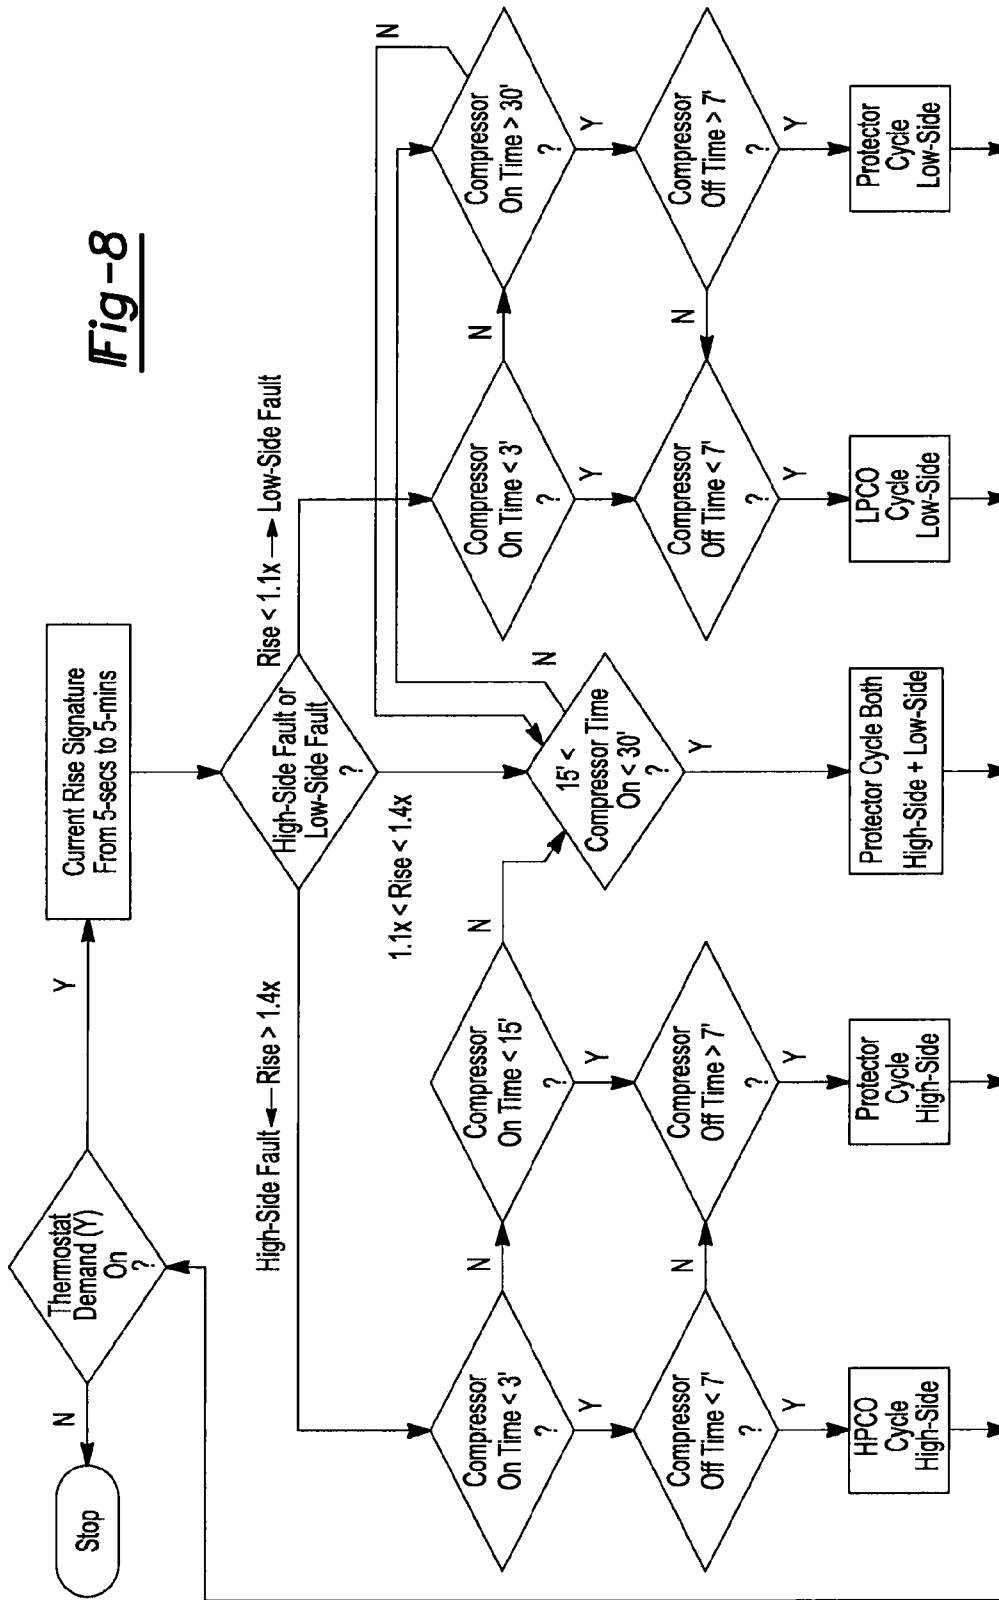 Fig-8
Thermostat
Demand (Y)
On
?
N
Stop
Y
Current Rise Signature
From 5-secs to 5-mins
High-Side Fault or
Low-Side Fault
?
High-Side Fault ← Rise > 1.4x
1.1x < Rise < 1.4x
Rise < 1.1x → Low-Side Fault
Compressor
On Time < 3'
?
N
Y
Compressor
On Time < 15'
?
N
Y
15' <
Compressor Time
On < 30'
?
N
Y
Compressor
On Time < 3'
?
N
Y
Compressor
On Time > 30'
?
N
Y
Compressor
Off Time < 7'
?
N
Y
Compressor
Off Time > 7'
?
Y
Compressor
Off Time < 7'
?
Y
Compressor
Off Time > 7'
?
N
Y
HPCO
Cycle
High-Side
Protector
Cycle
High-Side
Protector Cycle Both
High-Side + Low-Side
LPCO
Cycle
Low-Side
Protector
Cycle
Low-Side